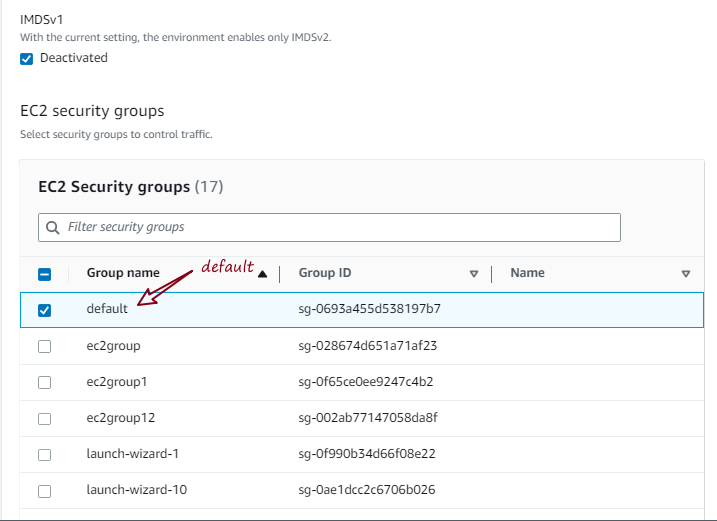 IMDSv1
With the current setting, the environment enables only IMDSv2.
Deactivated
EC2 security groups
Select security groups to control traffic.
EC2 Security groups (17)
Filter security groups
Group name default Group ID Name
default sg-0693a455d538197b7
ec2group sg-028674d651a71af23
ec2group1 sg-0f65ce0ee9247c4b2
ec2group12 sg-002ab77147058da8f
launch-wizard-1 sg-0f990b34d66f08e22
launch-wizard-10 sg-0ae1dcc2c6706b026